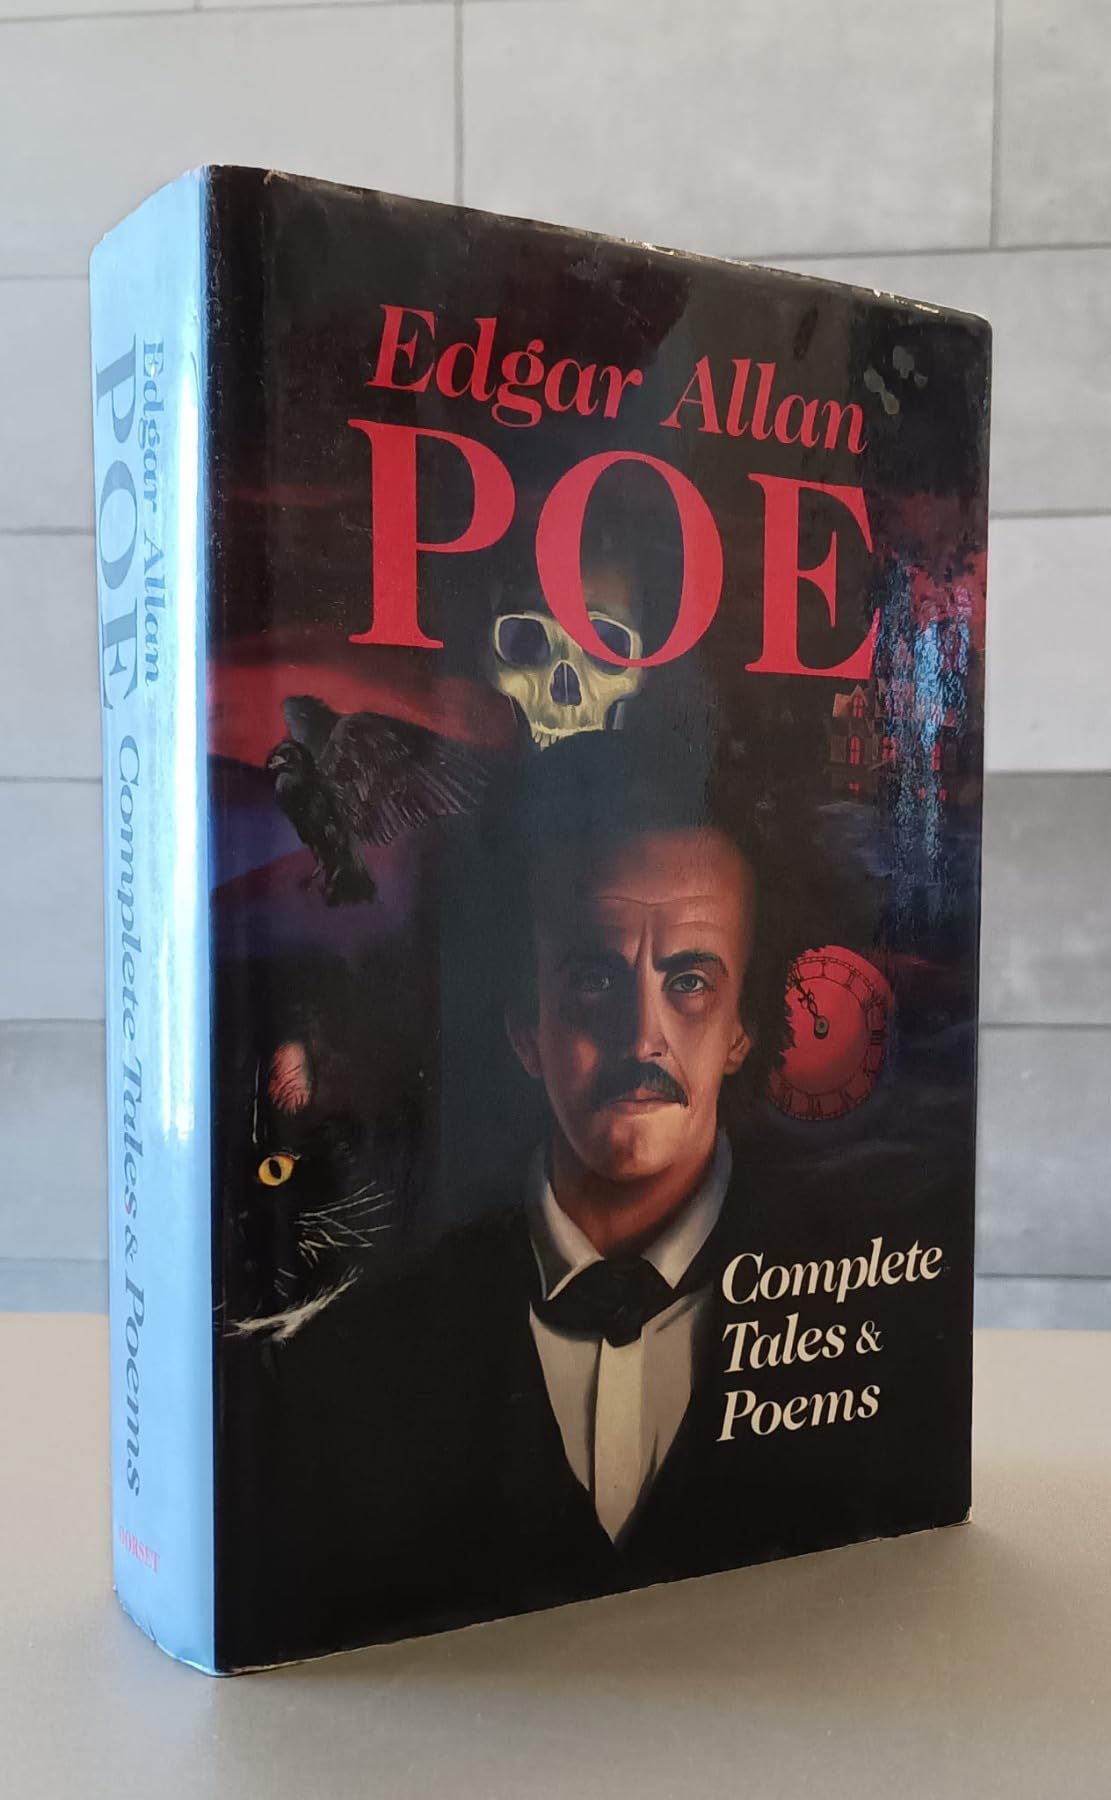 Edgar Allan
POE
Complete
Tales &
Poems
Edgar Allan
POE
Complete Tales & Poems
DORSET